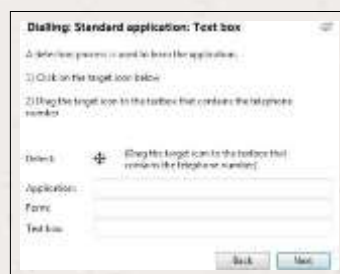 Dialling: Standard application: Text box
A detection process is used to learn the application.
1) Click on the target icon below
2) Drag the target icon to the textbox that contains the telephone
number
Detect:
(Drag the target icon to the textbox that
contains the telephone number)
Application:
Form:
Text box:
Back
Next